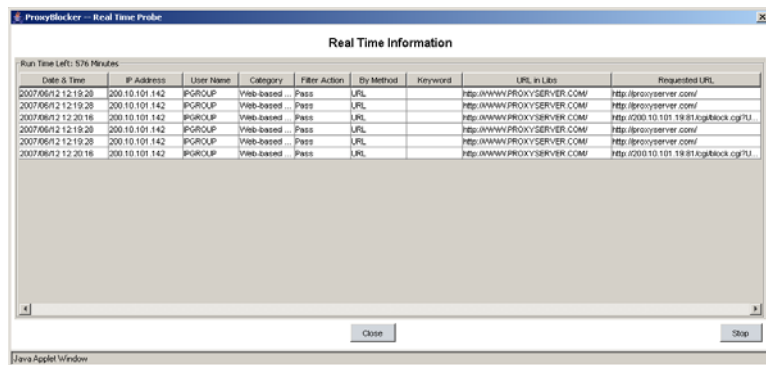 ProxyBlocker -- Real Time Probe
Real Time Information
Run Time Left: 576 Minutes
Date & Time IP Address User Name Category Filter Action By Method Keyword URL in Libs Requested URL
2007/06/12 12:19:28 200.10.101.142 IPGROUP Web-based ... Pass URL http://WWW.PROXYSERVER.COM/ http://proxyserver.com/
2007/06/12 12:19:28 200.10.101.142 IPGROUP Web-based ... Pass URL http://WWW.PROXYSERVER.COM/ http://proxyserver.com/
2007/06/12 12:20:16 200.10.101.142 IPGROUP Web-based ... Pass URL http://WWW.PROXYSERVER.COM/ http://200.10.101.19:81/cgi/block.cgi?U...
2007/06/12 12:19:28 200.10.101.142 IPGROUP Web-based ... Pass URL http://WWW.PROXYSERVER.COM/ http://proxyserver.com/
2007/06/12 12:19:28 200.10.101.142 IPGROUP Web-based ... Pass URL http://WWW.PROXYSERVER.COM/ http://proxyserver.com/
2007/06/12 12:20:16 200.10.101.142 IPGROUP Web-based ... Pass URL http://WWW.PROXYSERVER.COM/ http://200.10.101.19:81/cgi/block.cgi?U...
Close Stop
Java Applet Window